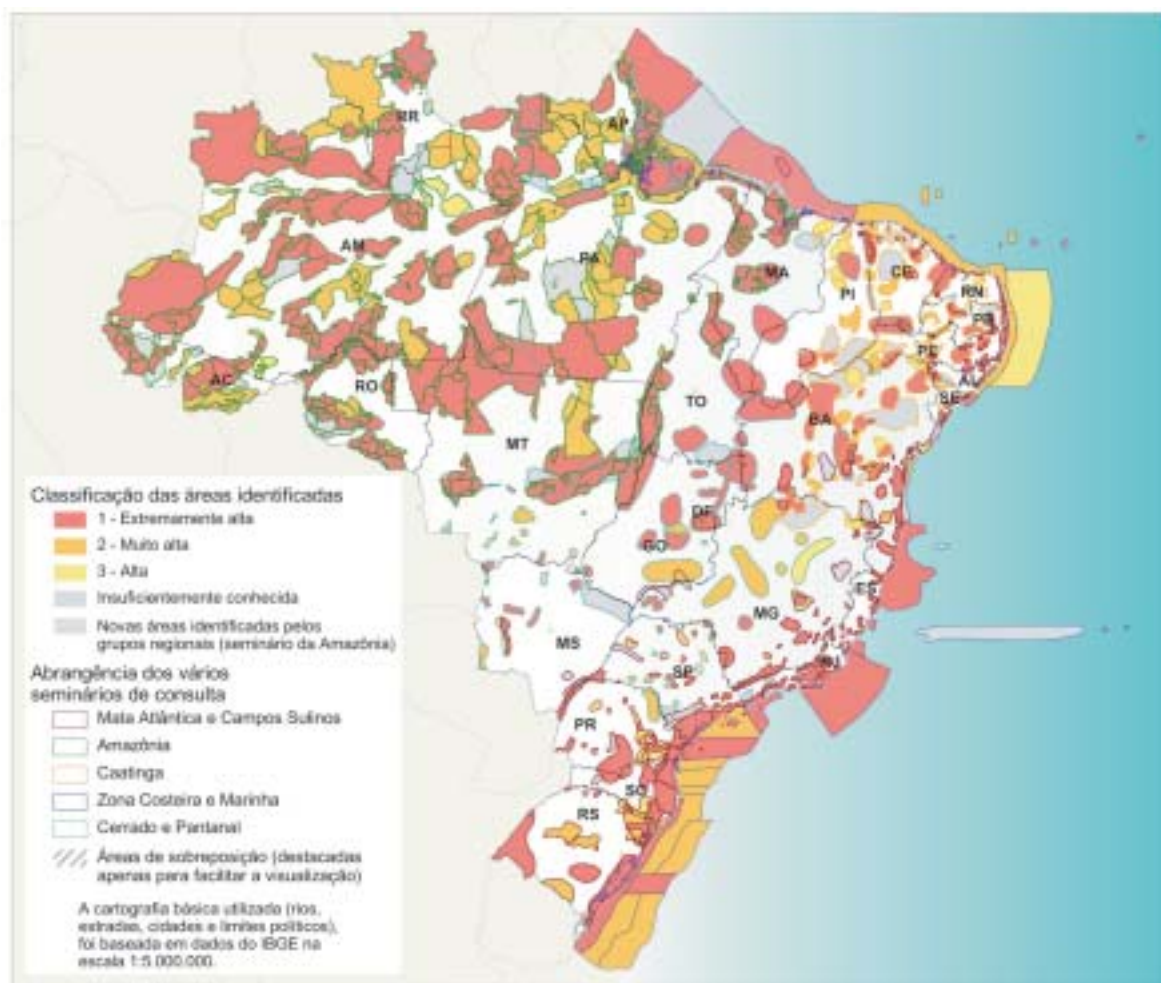 RR
AP
AM
PA
MA
CE
RN
PI
PB
PE
AC
AL
RO
SE
TO
BA
MT
DF
GO
MG
ES
MS
SP
RJ
PR
SC
RS
Classificação das áreas identificadas
1 - Extremamente alta
2 - Muito alta
3 - Alta
Insuficientemente conhecida
Novas áreas identificadas pelos
grupos regionais (seminário da Amazônia)
Abrangência dos vários
seminários de consulta
Mata Atlântica e Campos Sulinos
Amazônia
Caatinga
Zona Costeira e Marinha
Cerrado e Pantanal
Áreas de sobreposição (destacadas
apenas para facilitar a visualização)
A cartografia básica utilizada (rios,
estradas, cidades e limites políticos),
foi baseada em dados do IBGE na
escala 1:5.000.000.